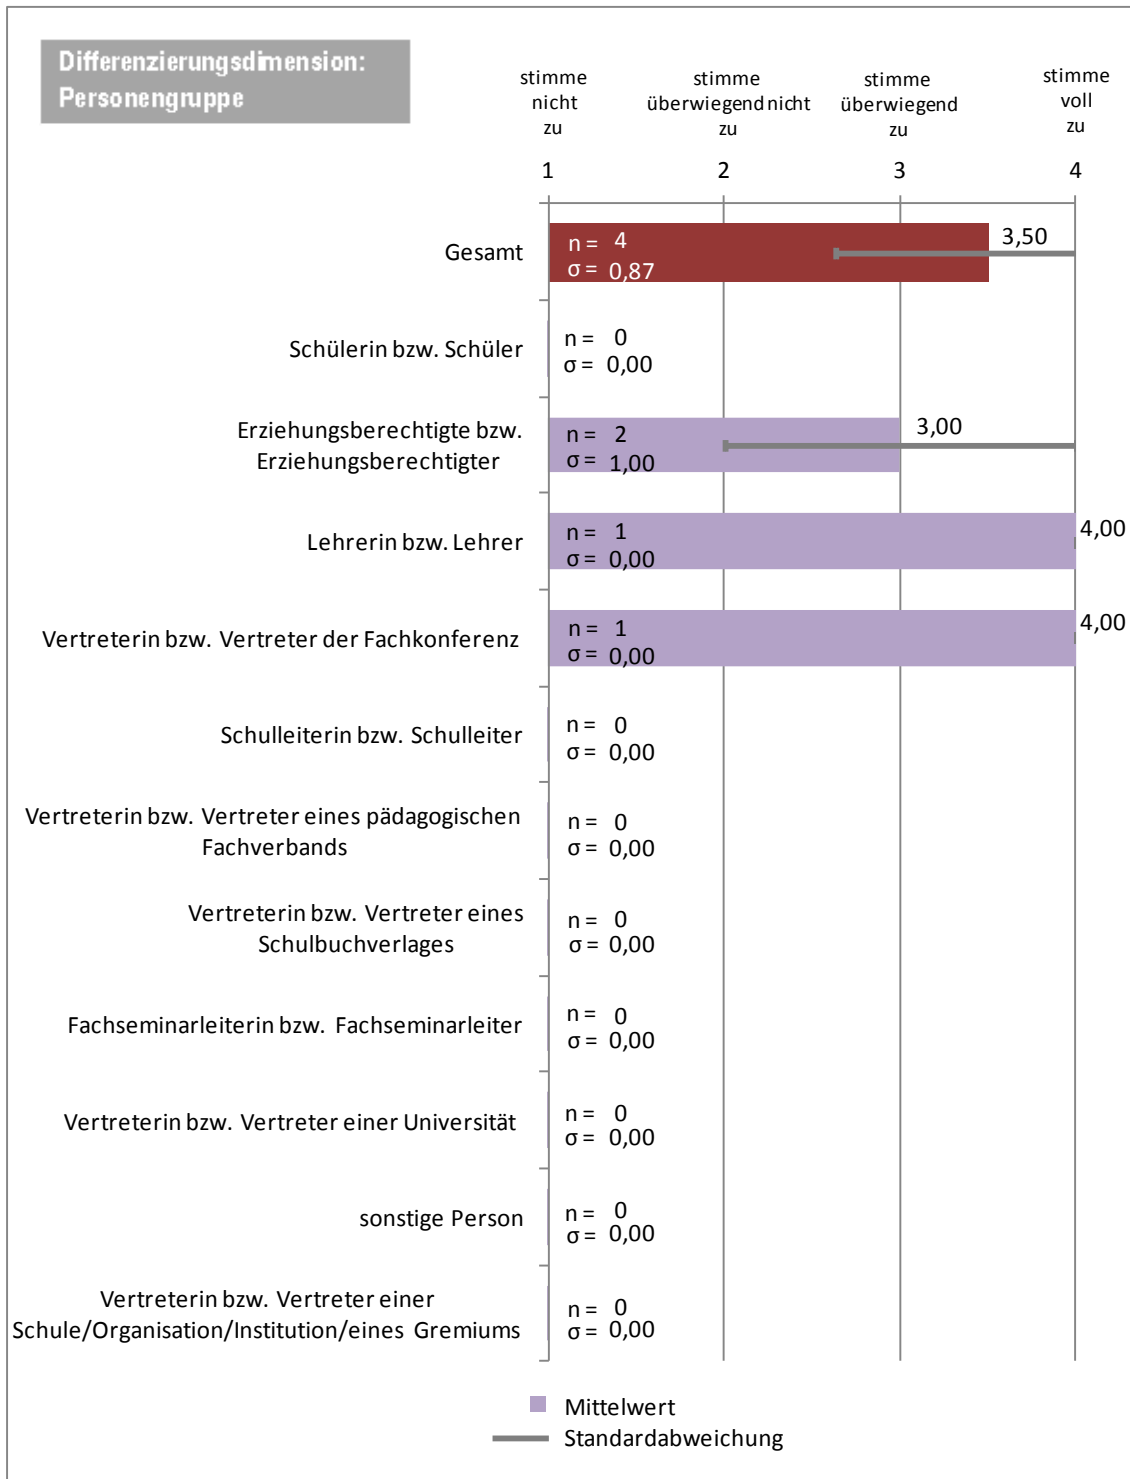 Differenzierungsdimension:
Personengruppe
stimme
nicht
zu
stimme
überwiegend nicht
zu
stimme
überwiegend
zu
stimme
voll
zu
1
2
3
4
Gesamt
n = 4
σ = 0,87
3,50
Schülerin bzw. Schüler
n = 0
σ = 0,00
Erziehungsberechtigte bzw.
Erziehungsberechtigter
n = 2
σ = 1,00
3,00
Lehrerin bzw. Lehrer
n = 1
σ = 0,00
4,00
Vertreterin bzw. Vertreter der Fachkonferenz
n = 1
σ = 0,00
4,00
Schulleiterin bzw. Schulleiter
n = 0
σ = 0,00
Vertreterin bzw. Vertreter eines pädagogischen
Fachverbands
n = 0
σ = 0,00
Vertreterin bzw. Vertreter eines
Schulbuchverlages
n = 0
σ = 0,00
Fachseminarleiterin bzw. Fachseminarleiter
n = 0
σ = 0,00
Vertreterin bzw. Vertreter einer Universität
n = 0
σ = 0,00
sonstige Person
n = 0
σ = 0,00
Vertreterin bzw. Vertreter einer
Schule/Organisation/Institution/eines Gremiums
n = 0
σ = 0,00
Mittelwert
Standardabweichung